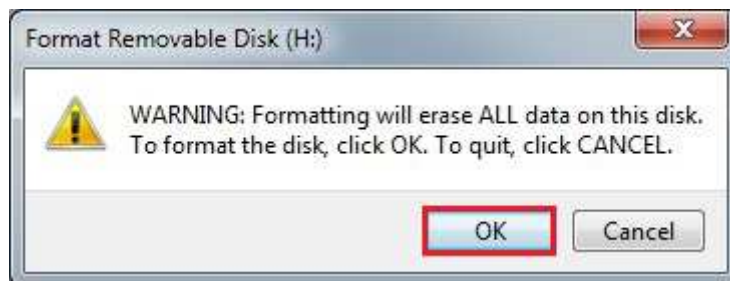 Format Removable Disk (H:)
WARNING: Formatting will erase ALL data on this disk.
To format the disk, click OK. To quit, click CANCEL.
OK
Cancel